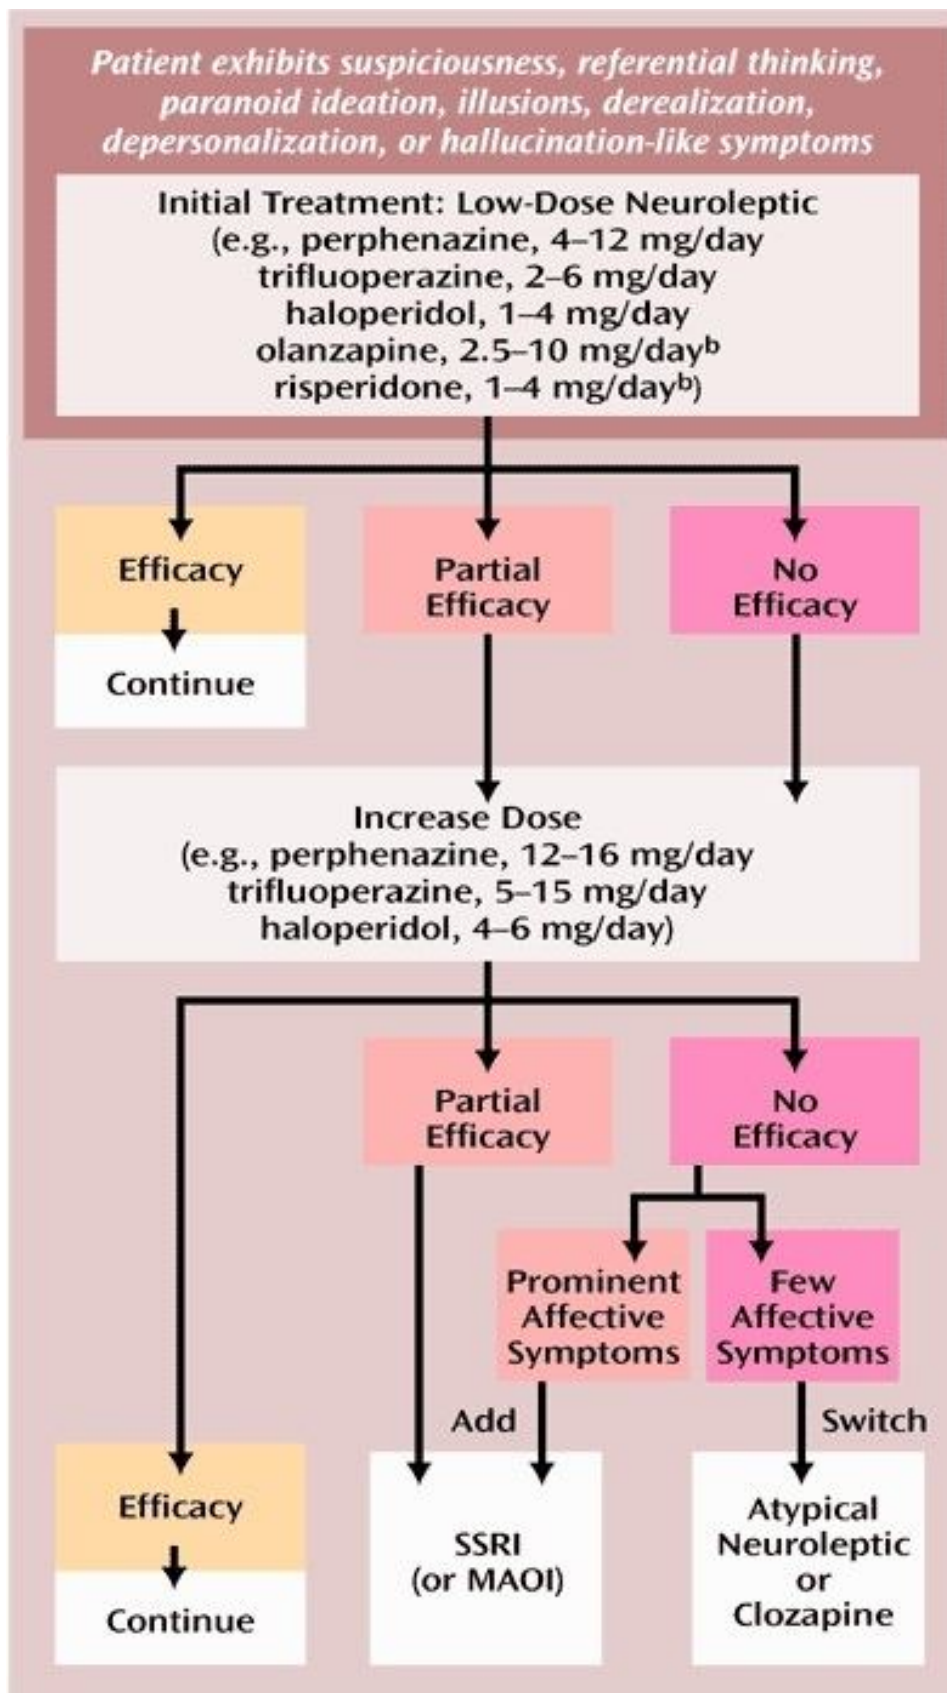 Patient exhibits suspiciousness, referential thinking,
paranoid ideation, illusions, derealization,
depersonalization, or hallucination-like symptoms
Initial Treatment: Low-Dose Neuroleptic
(e.g., perphenazine, 4–12 mg/day
trifluoperazine, 2–6 mg/day
haloperidol, 1–4 mg/day
olanzapine, 2.5–10 mg/dayᵇ
risperidone, 1–4 mg/dayᵇ)
Efficacy
Continue
Partial
Efficacy
No
Efficacy
Increase Dose
(e.g., perphenazine, 12–16 mg/day
trifluoperazine, 5–15 mg/day
haloperidol, 4–6 mg/day)
Partial
Efficacy
No
Efficacy
Prominent
Affective
Symptoms
Few
Affective
Symptoms
Add
Switch
Efficacy
Continue
SSRI
(or MAOI)
Atypical
Neuroleptic
or
Clozapine